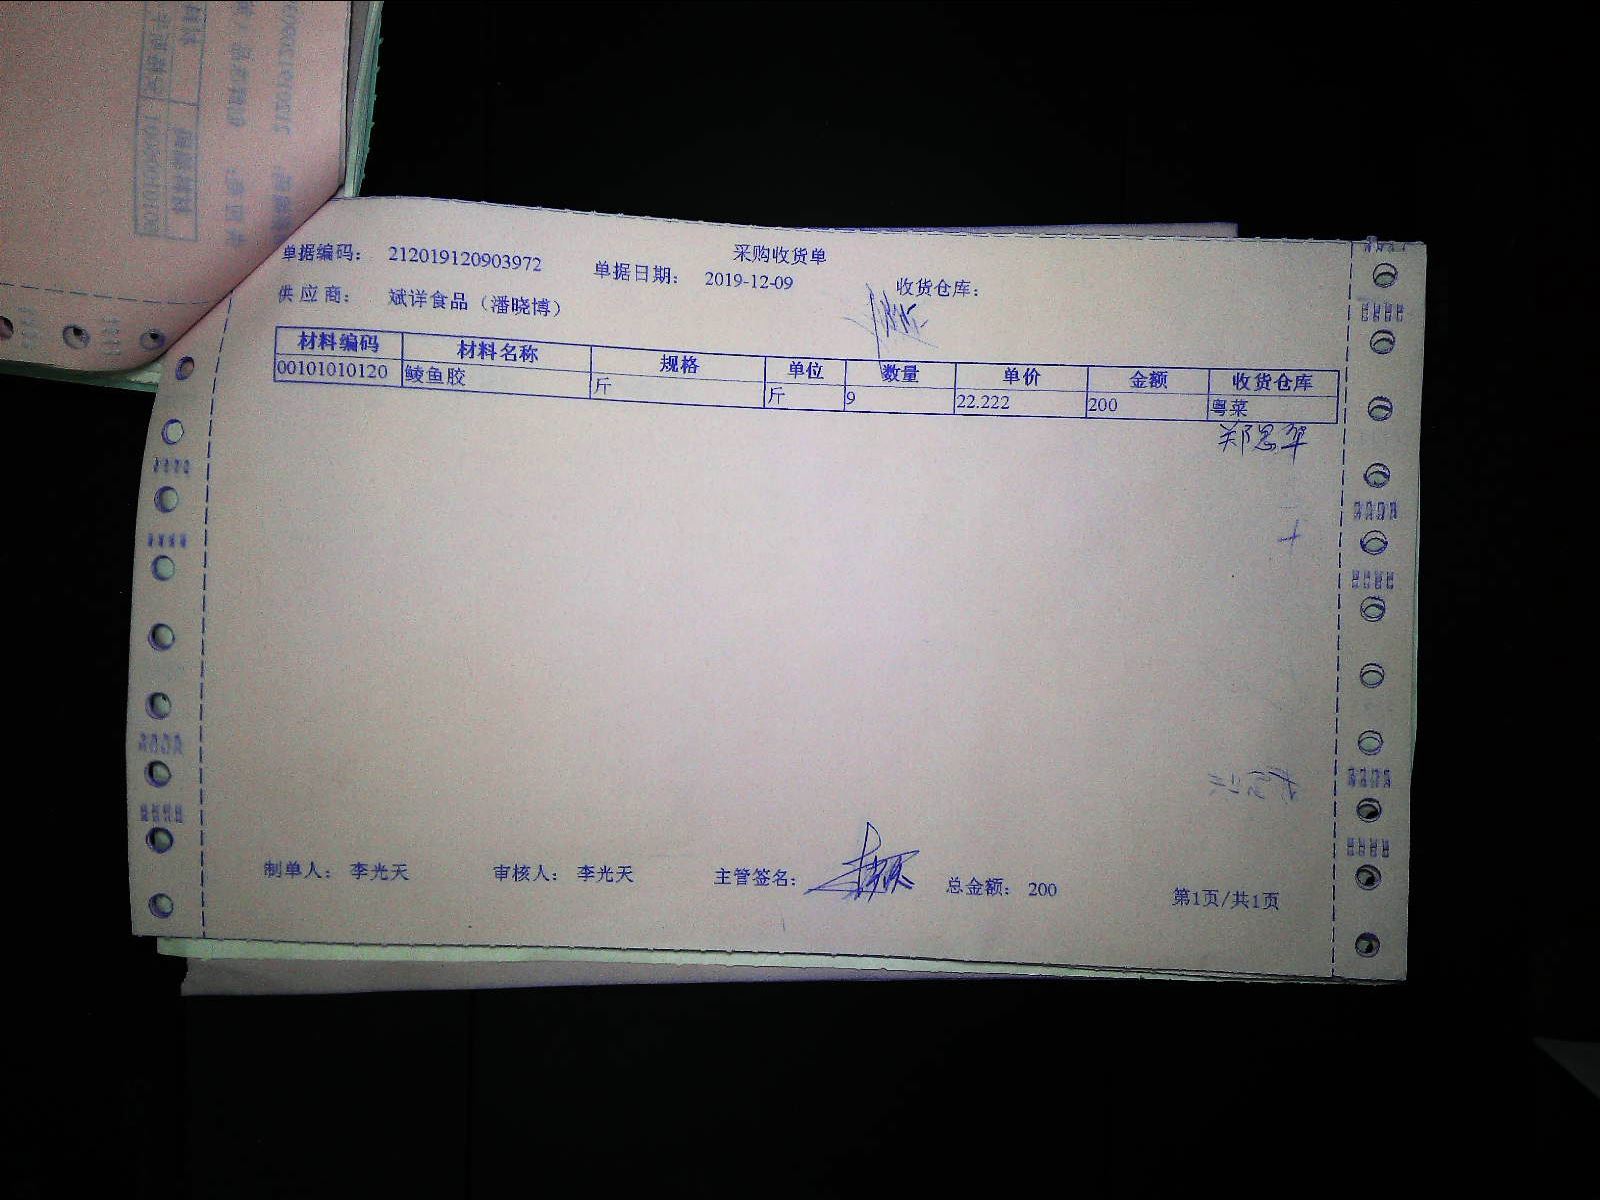 采购收货单
单据编码： 212019120903972 单据日期： 2019-12-09 收货仓库：
供应商： 斌详食品（潘晓博）
材料编码 材料名称 规格 单位 数量 单价 金额 收货仓库
00101010120 鲮鱼胶 斤 斤 9 22.222 200 粤菜
郑思华
制单人： 李光天 审核人： 李光天 主管签名： 总金额： 200 第1页/共1页